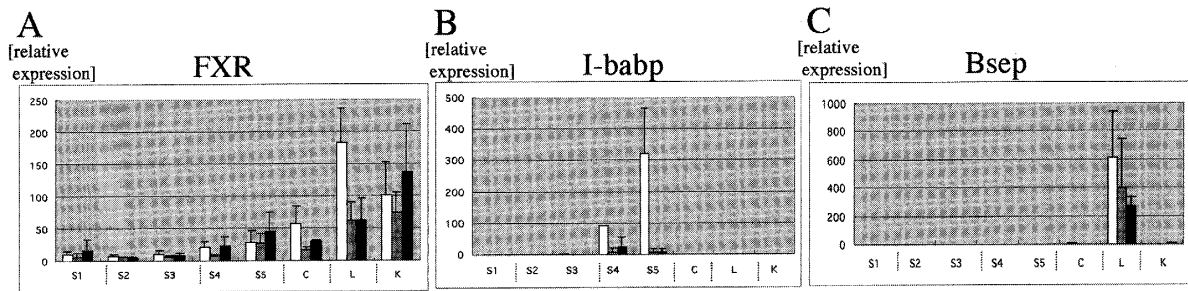 A
[relative
expression]
FXR
250
200
150
100
50
0
S1 S2 S3 S4 S5 C L K
B
[relative
expression]
I-babp
500
400
300
200
100
0
S1 S2 S3 S4 S5 C L K
C
[relative
expression]
Bsep
1000
800
600
400
200
0
S1 S2 S3 S4 S5 C L K